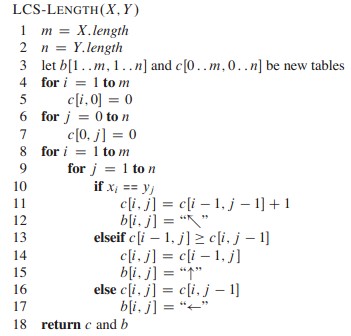 LCS-LENGTH(X, Y)
1 m = X.length
2 n = Y.length
3 let b[1..m, 1..n] and c[0..m, 0..n] be new tables
4 for i = 1 to m
5 c[i, 0] = 0
6 for j = 0 to n
7 c[0, j] = 0
8 for i = 1 to m
9 for j = 1 to n
10 if xᵢ == yⱼ
11 c[i, j] = c[i − 1, j − 1] + 1
12 b[i, j] = “↖”
13 elseif c[i − 1, j] ≥ c[i, j − 1]
14 c[i, j] = c[i − 1, j]
15 b[i, j] = “↑”
16 else c[i, j] = c[i, j − 1]
17 b[i, j] = “←”
18 return c and b